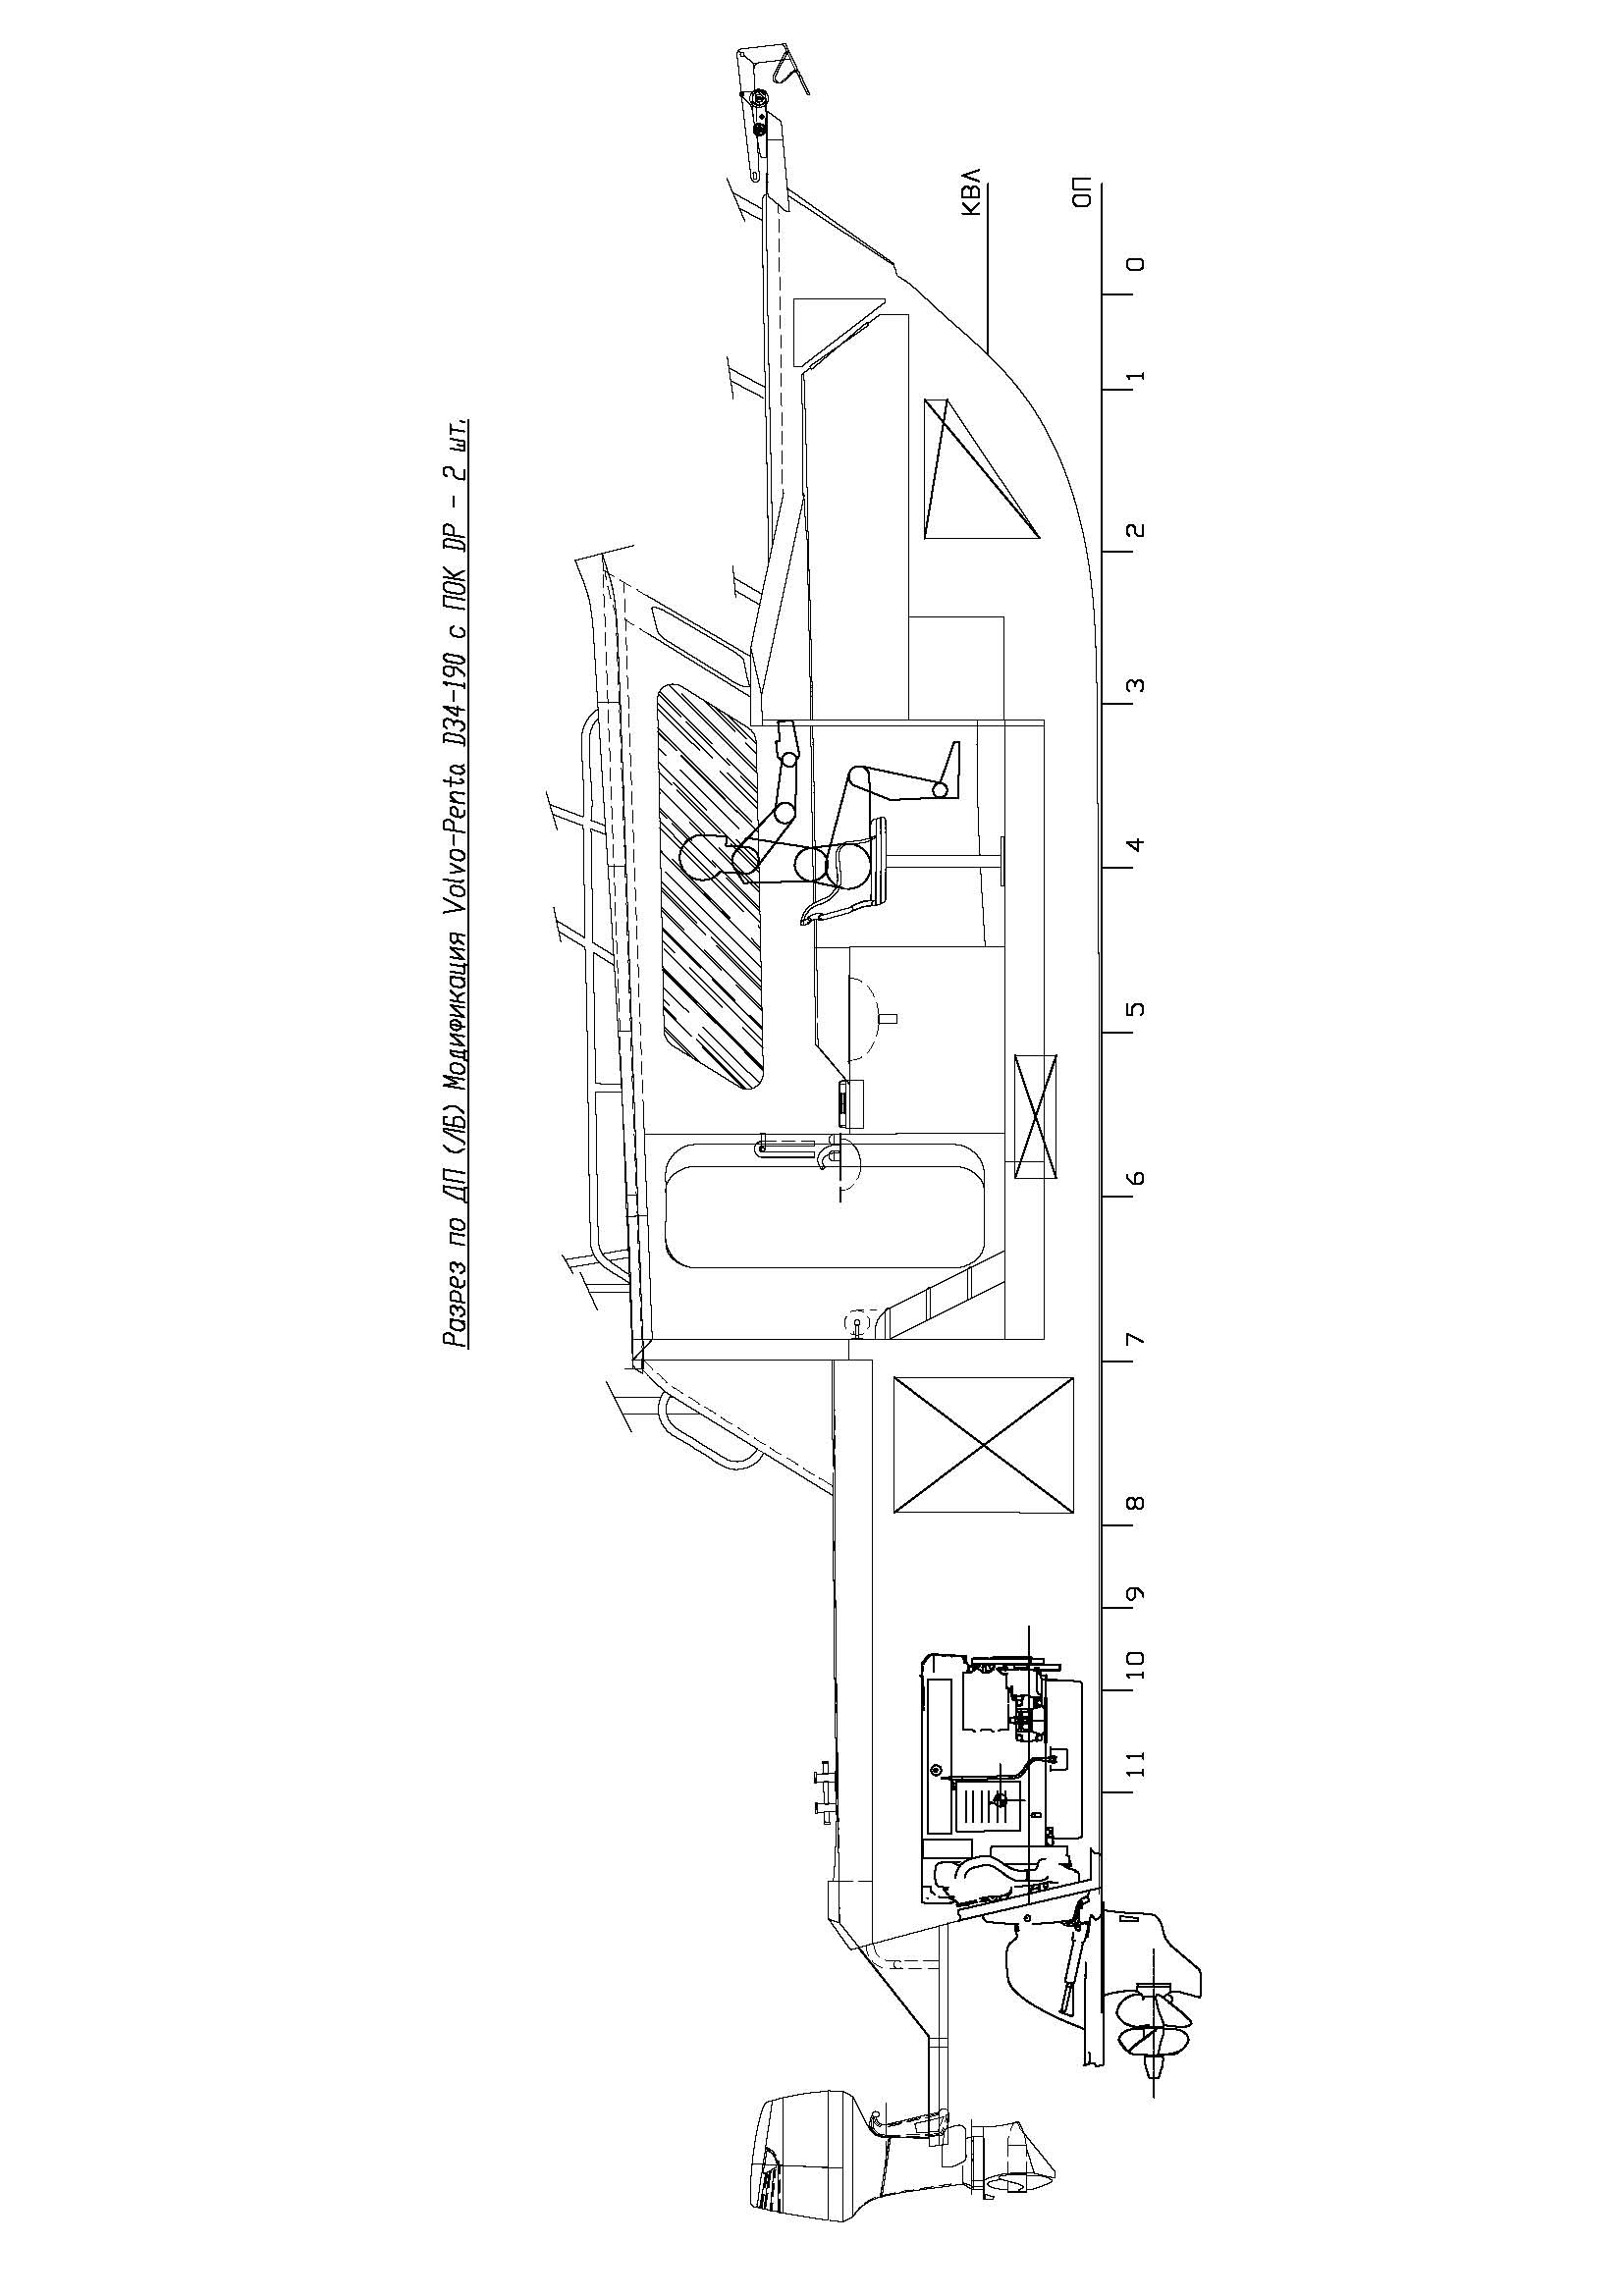 Разрез по ДП (ЛБ) Модификация Volvo-Penta D34-190 с ПОК DP - 2 шт.
КВЛ
ОП
11 10 9 8 7 6 5 4 3 2 1 0